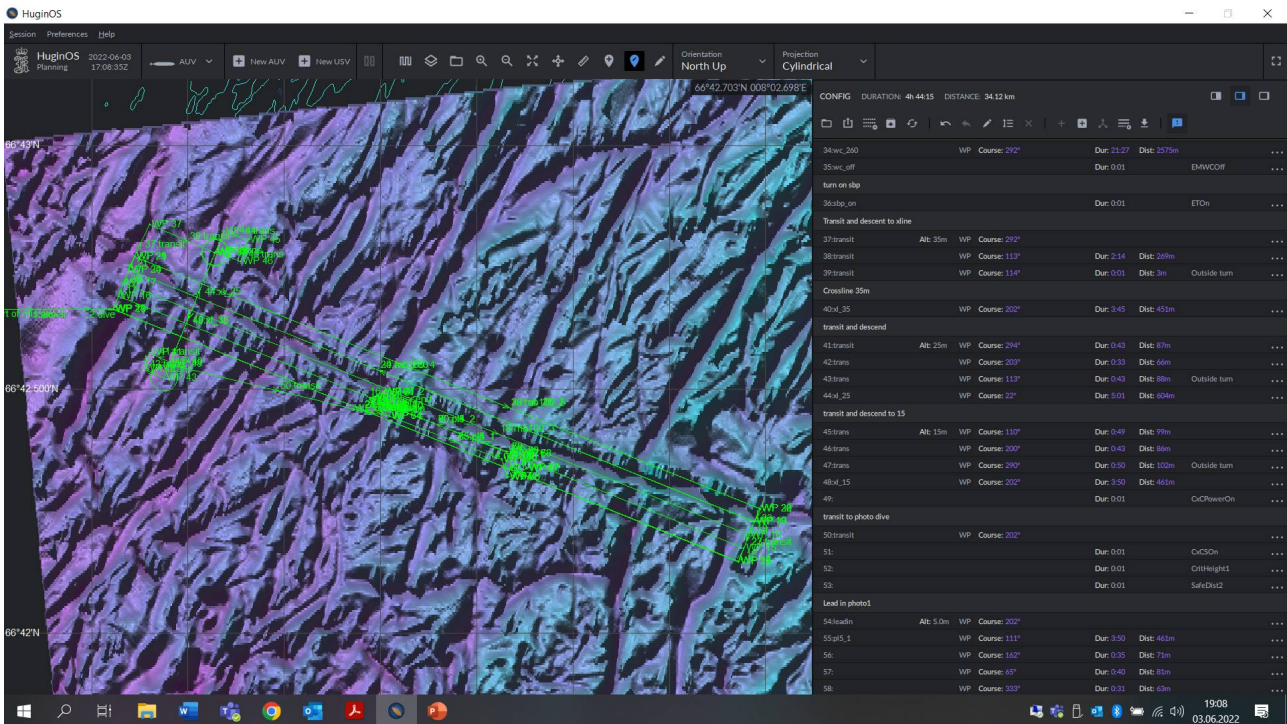 HuginOS
Session Preferences Help
HuginOS 2022-06-03
Planning 17:08:35Z
AUV
New AUV
New USV
Orientation
North Up
Projection
Cylindrical
66°42.703'N 008°02.698'E
66°43'N
66°42.500'N
66°42'N
WP 37
37 transit
WP 43
50 transit
WP 20
CONFIG DURATION: 4h 44:15 DISTANCE: 34.12 km
34:wc_260 WP Course: 292° Dur: 21:27 Dist: 2575m ...
35:wc_off Dur: 0:01 EMWCOff ...
turn on sbp
36:sbp_on Dur: 0:01 ETOn ...
Transit and descent to xline
37:transit Alt: 35m WP Course: 292° ...
38:transit WP Course: 113° Dur: 2:14 Dist: 269m ...
39:transit WP Course: 114° Dur: 0:01 Dist: 3m Outside turn ...
Crossline 35m
40:xl_35 WP Course: 202° Dur: 3:45 Dist: 451m ...
transit and descend
41:transit Alt: 25m WP Course: 294° Dur: 0:43 Dist: 87m ...
42:trans WP Course: 203° Dur: 0:33 Dist: 66m ...
43:trans WP Course: 113° Dur: 0:43 Dist: 88m Outside turn ...
44:xl_25 WP Course: 22° Dur: 5:01 Dist: 604m ...
transit and descend to 15
45:trans Alt: 15m WP Course: 110° Dur: 0:49 Dist: 99m ...
46:trans WP Course: 200° Dur: 0:43 Dist: 86m ...
47:trans WP Course: 290° Dur: 0:50 Dist: 102m Outside turn ...
48:xl_15 WP Course: 202° Dur: 3:50 Dist: 461m ...
49: Dur: 0:01 CxCPowerOn ...
transit to photo dive
50:transit WP Course: 202° ...
51: Dur: 0:01 CxCSOn ...
52: Dur: 0:01 CritHeight1 ...
53: Dur: 0:01 SafeDist2 ...
Lead in photo1
54:leadin Alt: 5.0m WP Course: 202° ...
55:pl5_1 WP Course: 111° Dur: 3:50 Dist: 461m ...
56: WP Course: 162° Dur: 0:35 Dist: 71m ...
57: WP Course: 65° Dur: 0:40 Dist: 81m ...
58: WP Course: 333° Dur: 0:31 Dist: 63m ...
19:08
03.06.2022